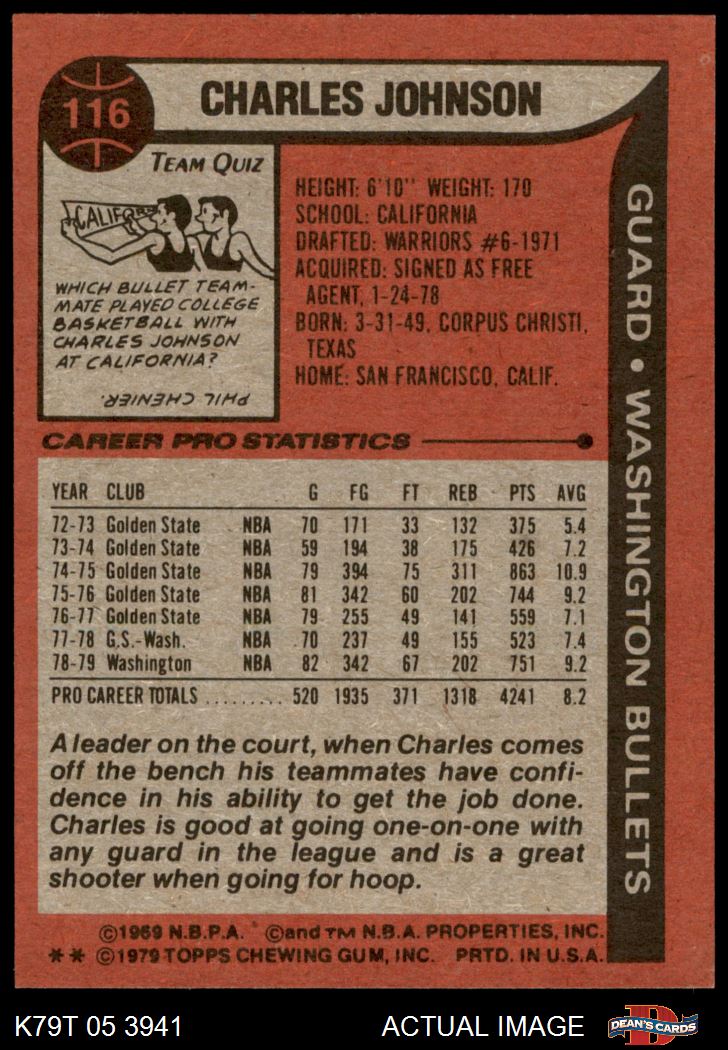 116
CHARLES JOHNSON
TEAM QUIZ
CALIFOR
WHICH BULLET TEAM-
MATE PLAYED COLLEGE
BASKETBALL WITH
CHARLES JOHNSON
AT CALIFORNIA?
PHIL CHENIER.
HEIGHT: 6'10" WEIGHT: 170
SCHOOL: CALIFORNIA
DRAFTED: WARRIORS #6-1971
ACQUIRED: SIGNED AS FREE
AGENT, 1-24-78
BORN: 3-31-49, CORPUS CHRISTI,
TEXAS
HOME: SAN FRANCISCO, CALIF.
GUARD • WASHINGTON BULLETS
CAREER PRO STATISTICS
YEAR CLUB G FG FT REB PTS AVG
72-73 Golden State NBA 70 171 33 132 375 5.4
73-74 Golden State NBA 59 194 38 175 426 7.2
74-75 Golden State NBA 79 394 75 311 863 10.9
75-76 Golden State NBA 81 342 60 202 744 9.2
76-77 Golden State NBA 79 255 49 141 559 7.1
77-78 G.S.-Wash. NBA 70 237 49 155 523 7.4
78-79 Washington NBA 82 342 67 202 751 9.2
PRO CAREER TOTALS ......... 520 1935 371 1318 4241 8.2
A leader on the court, when Charles comes
off the bench his teammates have confi-
dence in his ability to get the job done.
Charles is good at going one-on-one with
any guard in the league and is a great
shooter when going for hoop.
©1969 N.B.P.A. ©and TM N.B.A. PROPERTIES, INC.
** ©1979 TOPPS CHEWING GUM, INC. PRTD. IN U.S.A.
K79T 05 3941 ACTUAL IMAGE DEAN'S CARDS